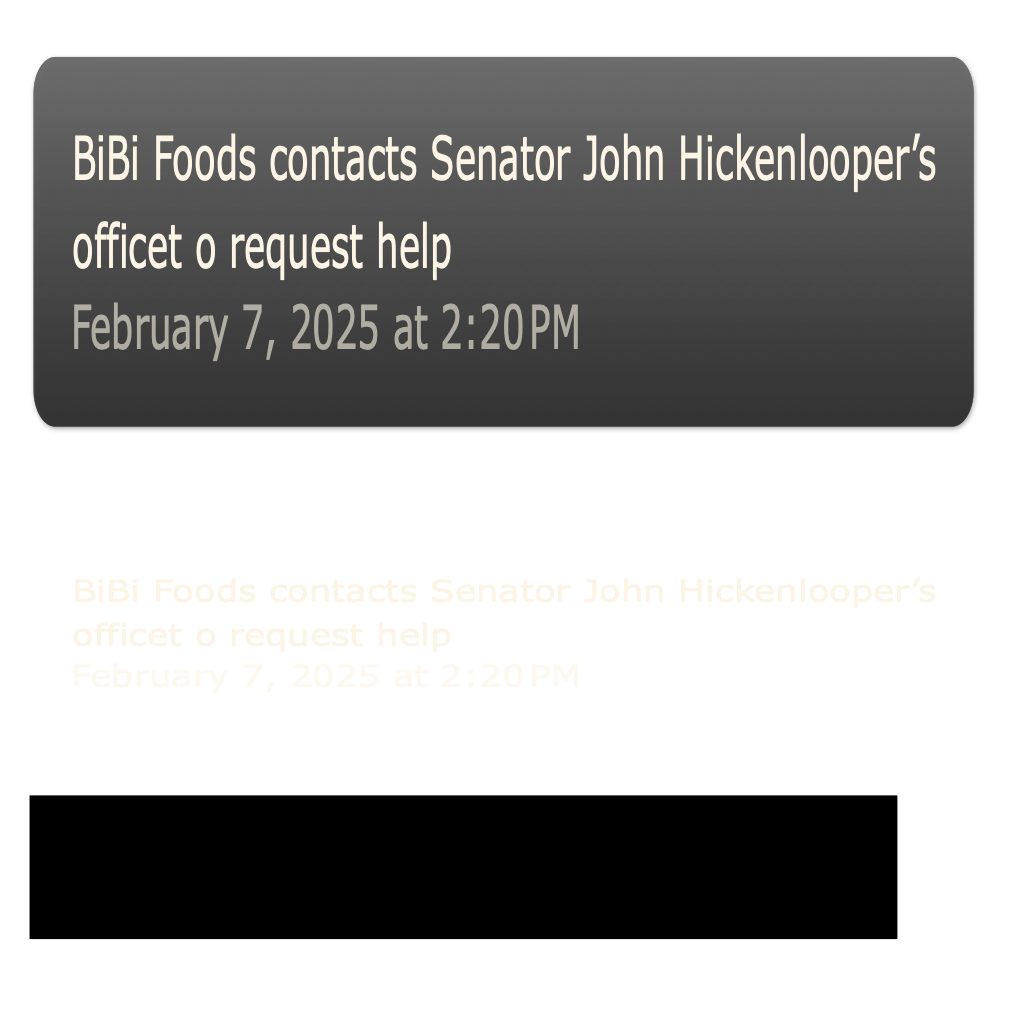 BiBi Foods contacts Senator John Hickenlooper’s
officet o request help
February 7, 2025 at 2:20 PM
BiBi Foods contacts Senator John Hickenlooper’s
officet o request help
February 7, 2025 at 2:20 PM